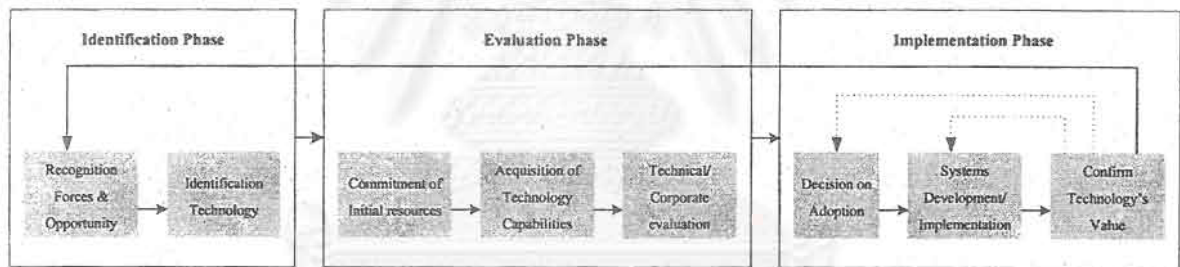 Identification Phase
Recognition
Forces &
Opportunity
Identification
Technology
Evaluation Phase
Commitment of
Initial resources
Acquisition of
Technology
Capabilities
Technical/
Corporate
evaluation
Implementation Phase
Decision on
Adoption
Systems
Development/
Implementation
Confirm
Technology's
Value